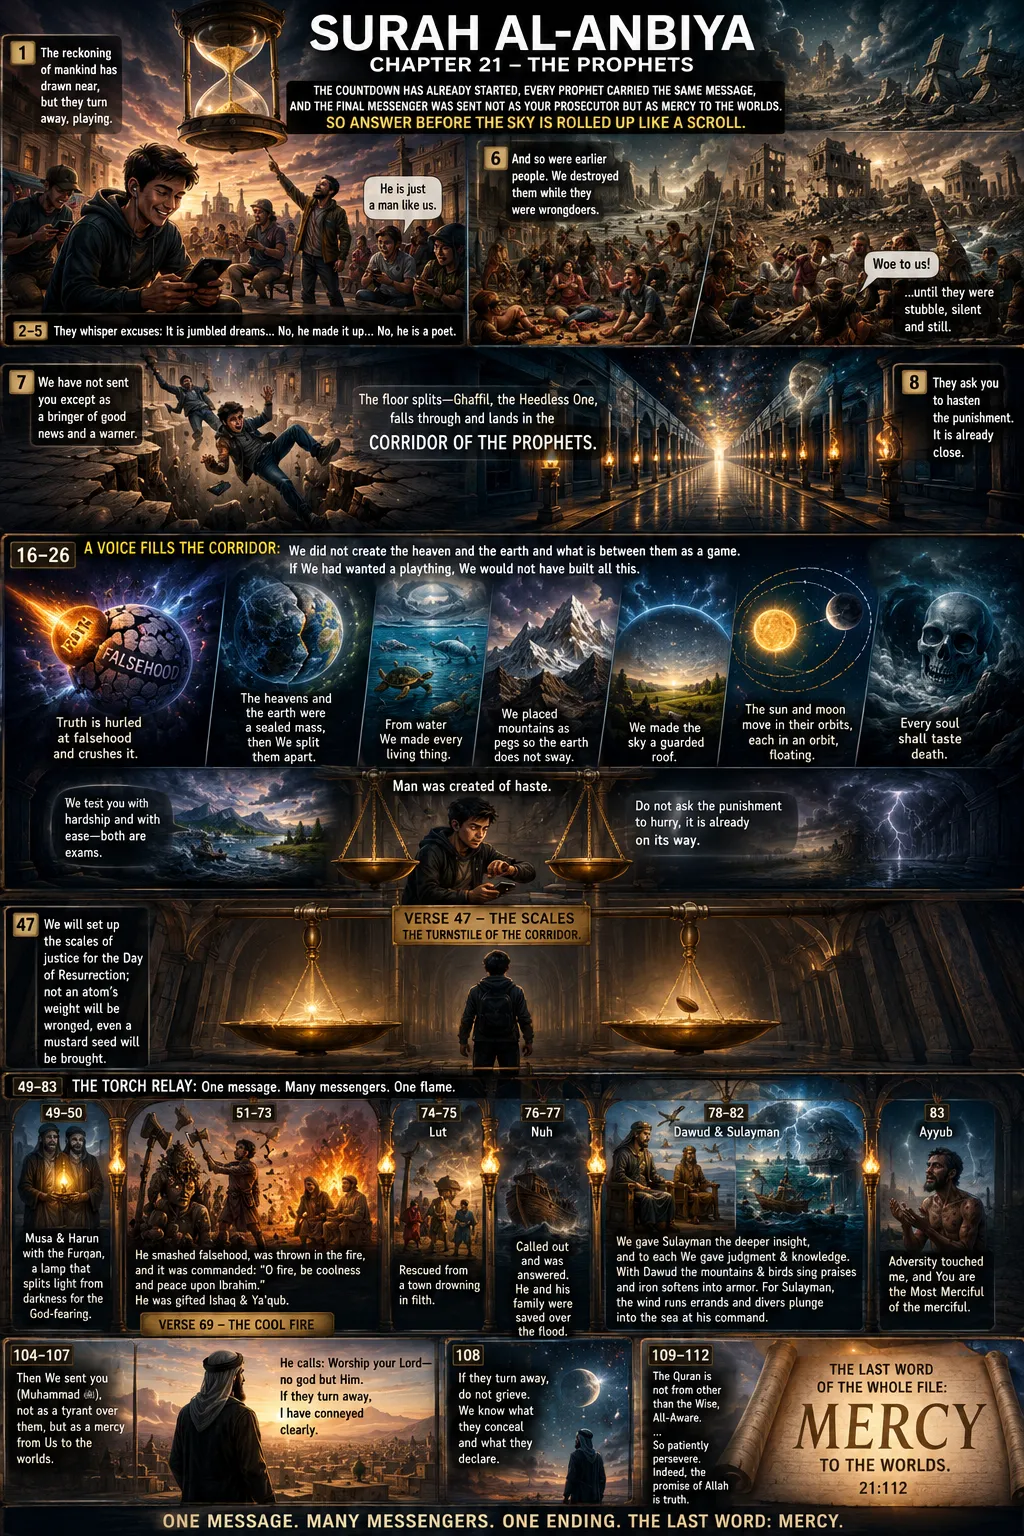 SURAH AL-ANBIYA
CHAPTER 21 – THE PROPHETS
THE COUNTDOWN HAS ALREADY STARTED, EVERY PROPHET CARRIED THE SAME MESSAGE,
AND THE FINAL MESSENGER WAS SENT NOT AS YOUR PROSECUTOR BUT AS MERCY TO THE WORLDS.
SO ANSWER BEFORE THE SKY IS ROLLED UP LIKE A SCROLL.
1
The reckoning
of mankind has
drawn near,
but they turn
away, playing.
He is just
a man like us.
2–5 They whisper excuses: It is jumbled dreams... No, he made it up... No, he is a poet.
6
And so were earlier
people. We destroyed
them while they
were wrongdoers.
Woe to us!
...until they were
stubble, silent
and still.
7
We have not sent
you except as
a bringer of good
news and a warner.
The floor splits—Ghaffil, the Heedless One,
falls through and lands in the
CORRIDOR OF THE PROPHETS.
8
They ask you
to hasten
the punishment.
It is already
close.
16–26 A VOICE FILLS THE CORRIDOR: We did not create the heaven and the earth and what is between them as a game.
If We had wanted a plaything, We would not have built all this.
FALSEHOOD
Truth is hurled
at falsehood
and crushes it.
The heavens and
the earth were
a sealed mass,
then We split
them apart.
From water
We made every
living thing.
We placed
mountains as
pegs so the earth
does not sway.
We made the
sky a guarded
roof.
The sun and moon
move in their orbits,
each in an orbit,
floating.
Every soul
shall taste
death.
We test you with
hardship and with
ease—both are
exams.
Man was created of haste.
Do not ask the punishment
to hurry, it is already
on its way.
47
We will set up
the scales of
justice for the Day
of Resurrection;
not an atom's
weight will be
wronged, even a
mustard seed will
be brought.
VERSE 47 – THE SCALES
THE TURNSTILE OF THE CORRIDOR.
49–83 THE TORCH RELAY: One message. Many messengers. One flame.
49–50
Musa & Harun
with the Furqan,
a lamp that
splits light from
darkness for the
God-fearing.
51–73
He smashed falsehood, was thrown in the fire,
and it was commanded: "O fire, be coolness
and peace upon Ibrahim."
He was gifted Ishaq & Ya'qub.
VERSE 69 – THE COOL FIRE
74–75
Lut
Rescued from
a town drowning
in filth.
76–77
Nuh
Called out
and was
answered.
He and his
family were
saved over
the flood.
78–82
Dawud & Sulayman
We gave Sulayman the deeper insight,
and to each We gave judgment & knowledge.
With Dawud the mountains & birds sing praises
and iron softens into armor. For Sulayman,
the wind runs errands and divers plunge
into the sea at his command.
83
Ayyub
Adversity touched
me, and You are
the Most Merciful
of the merciful.
104–107
Then We sent you
(Muhammad ﷺ),
not as a tyrant over
them, but as a mercy
from Us to the
worlds.
He calls: Worship your Lord—
no god but Him.
If they turn away,
I have conneyed
clearly.
108
If they turn away,
do not grieve.
We know what
they conceal
and what they
declare.
109–112
The Quran is
not from other
than the Wise,
All-Aware.
...
So patiently
persevere.
Indeed, the
promise of Allah
is truth.
THE LAST WORD
OF THE WHOLE FILE:
MERCY
TO THE WORLDS.
21:112
ONE MESSAGE. MANY MESSENGERS. ONE ENDING. THE LAST WORD: MERCY.